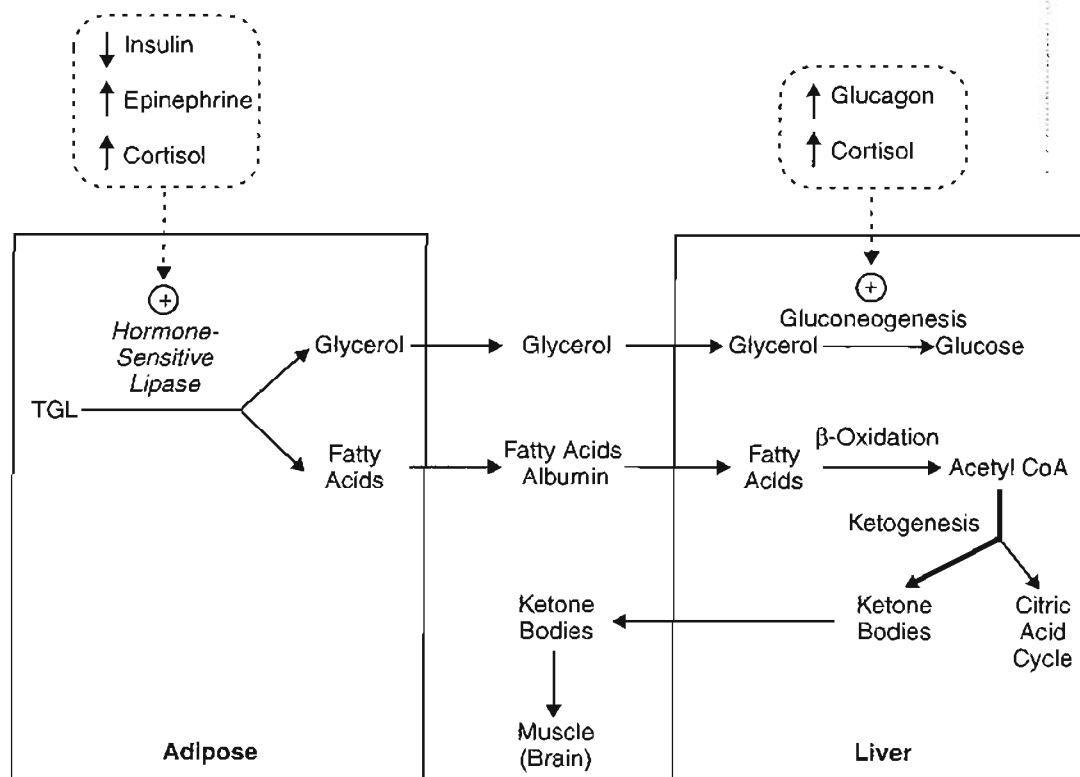 Insulin
Epinephrine
Cortisol
Glucagon
Cortisol
Hormone-
Sensitive
Lipase
TGL
Glycerol
Fatty
Acids
Glycerol
Fatty Acids
Albumin
Gluconeogenesis
Glycerol
Glucose
Fatty
Acids
β-Oxidation
Acetyl CoA
Ketogenesis
Ketone
Bodies
Citric
Acid
Cycle
Ketone
Bodies
Muscle
(Brain)
Adipose
Liver